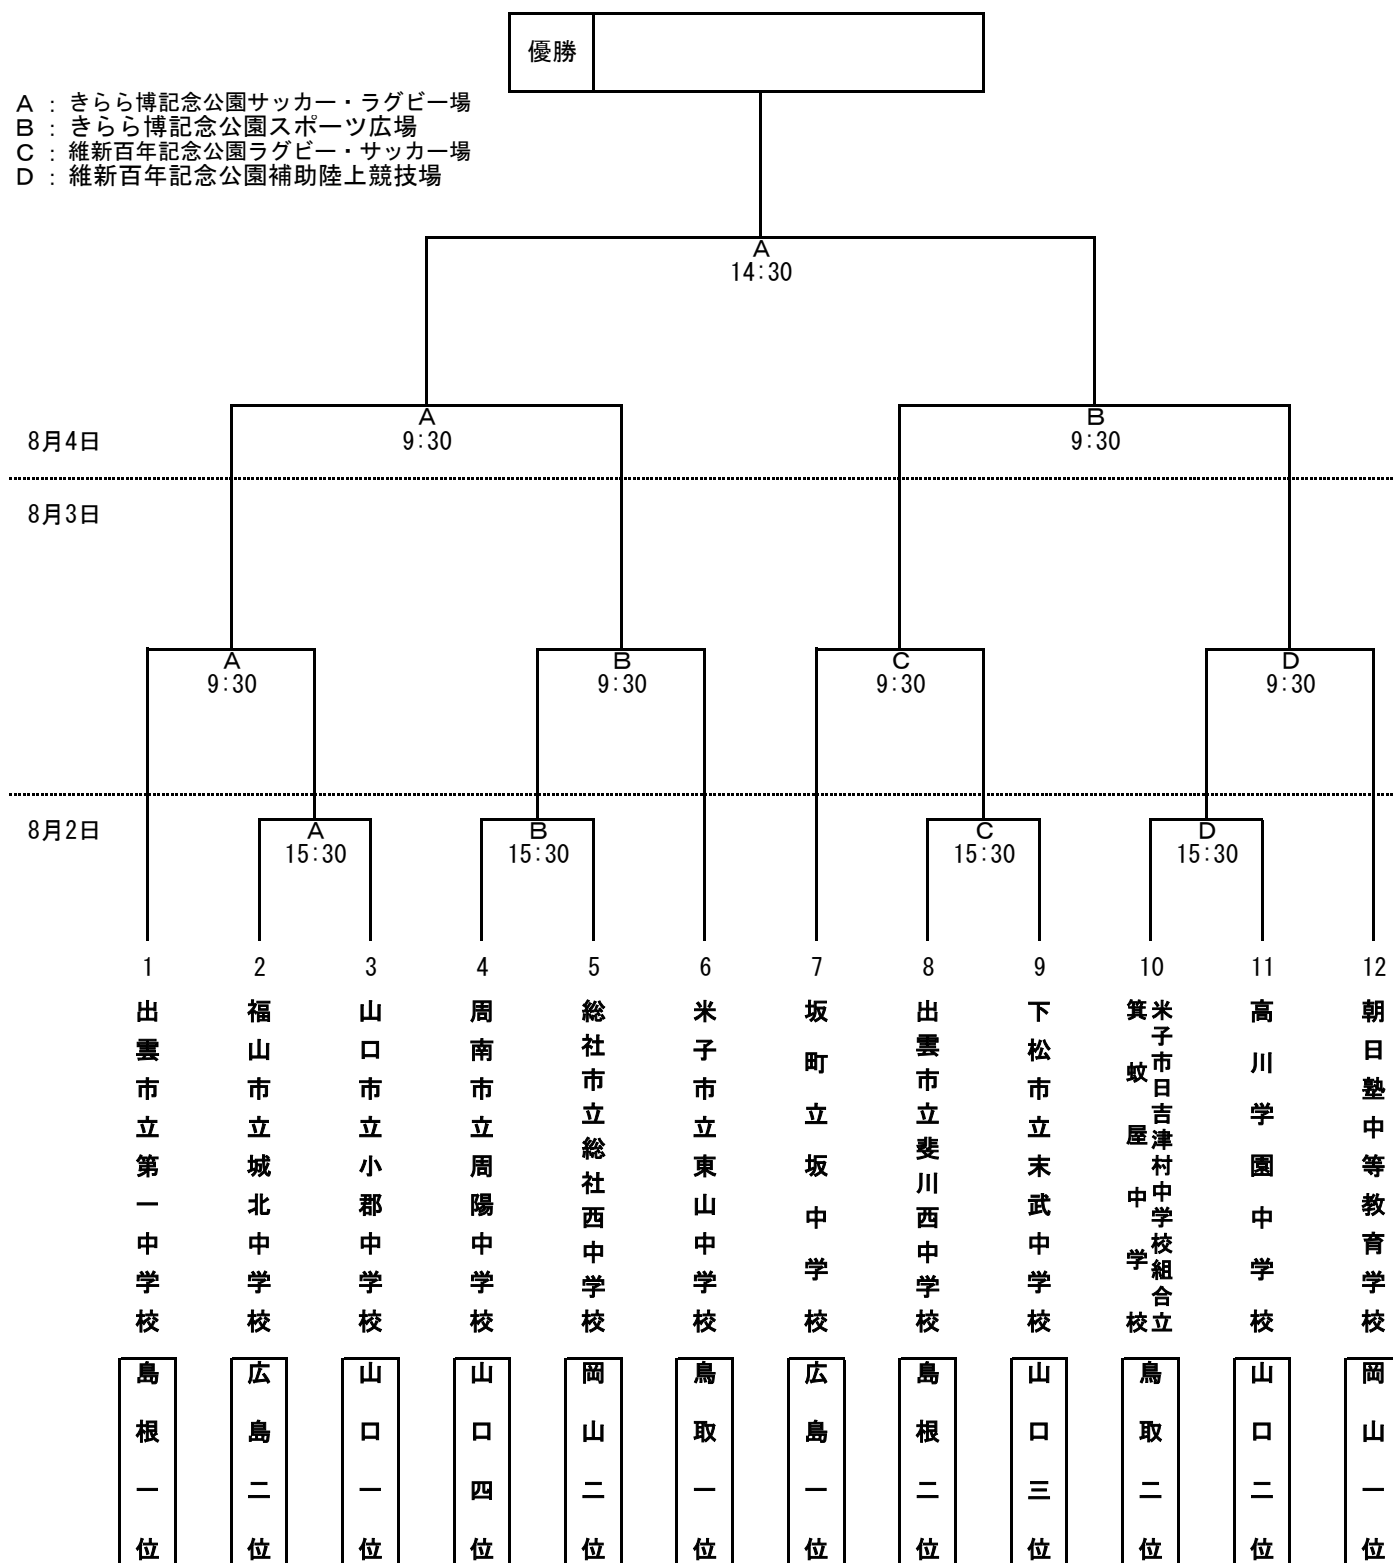 優勝
Ａ：きらら博記念公園サッカー・ラグビー場
Ｂ：きらら博記念公園スポーツ広場
Ｃ：維新百年記念公園ラグビー・サッカー場
Ｄ：維新百年記念公園補助陸上競技場
Ａ
14:30
Ａ
9:30
Ｂ
9:30
8月4日
8月3日
Ａ
9:30
Ｂ
9:30
Ｃ
9:30
Ｄ
9:30
8月2日
Ａ
15:30
Ｂ
15:30
Ｃ
15:30
Ｄ
15:30
1
出雲市立第一中学校
島根一位
2
福山市立城北中学校
広島二位
3
山口市立小郡中学校
山口一位
4
周南市立周陽中学校
山口四位
5
総社市立総社西中学校
岡山二位
6
米子市立東山中学校
鳥取一位
7
坂町立坂中学校
広島一位
8
出雲市立斐川西中学校
島根二位
9
下松市立末武中学校
山口三位
10
米子市日吉津村中学校組合立
箕蚊屋中学校
鳥取二位
11
高川学園中学校
山口二位
12
朝日塾中等教育学校
岡山一位